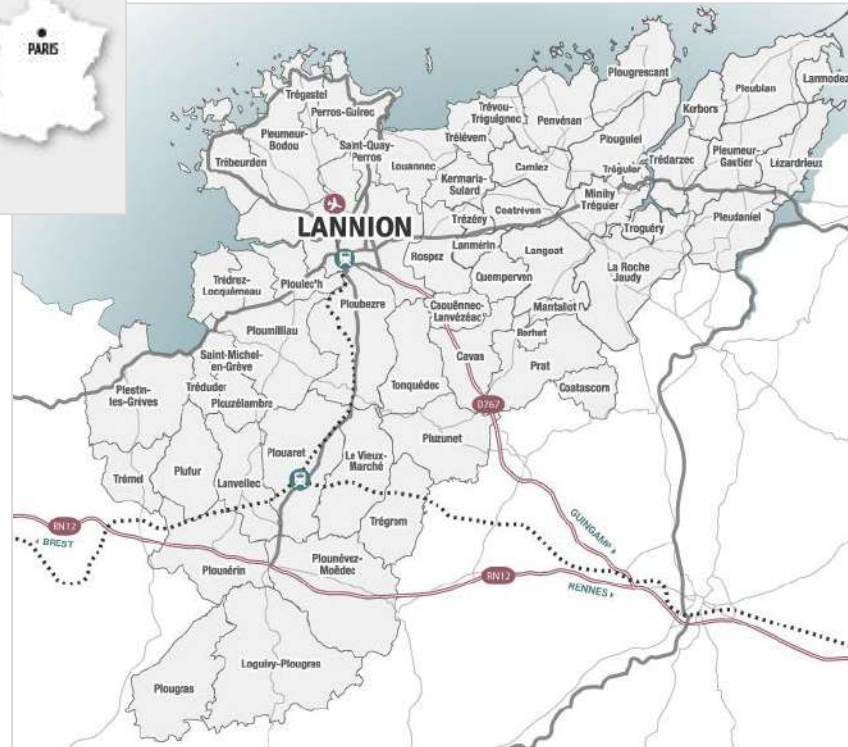 PARIS
Plougrescant
Lanmodez
Pleubian
Trégastel
Kerbors
Perros-Guirec
Trévou-
Tréguignec
Penvénan
Pleumeur-
Bodou
Plouguiel
Saint-Quay-
Perros
Trélévern
Pleumeur-
Gautier
Trédarzec
Lézardrieux
Trébeurden
Louannec
Camlez
Tréguier
Kermaria-
Sulard
Minihy
Tréguier
Trézény
Coatréven
Pleudaniel
LANNION
Troguéry
Lanmérin
Langoat
Rospez
La Roche
Jaudy
Quemperven
Trédrez-
Locquémeau
Ploulec'h
Ploubezre
Caouënnec-
Lanvézéac
Mantallot
Ploumilliau
Berhet
Saint-Michel-
en-Grève
Cavan
Prat
Plestin-
les-Grèves
Tréduder
Tonquédec
Coatascorn
Plouzélambre
D767
Pluzunet
Plouaret
Le Vieux-
Marché
Trémel
Plufur
Lanvellec
Trégrom
RN12
BREST
GUINGAMP
Plounévez-
Moëdec
Plounérin
RN12
RENNES
Loguivy-Plougras
Plougras